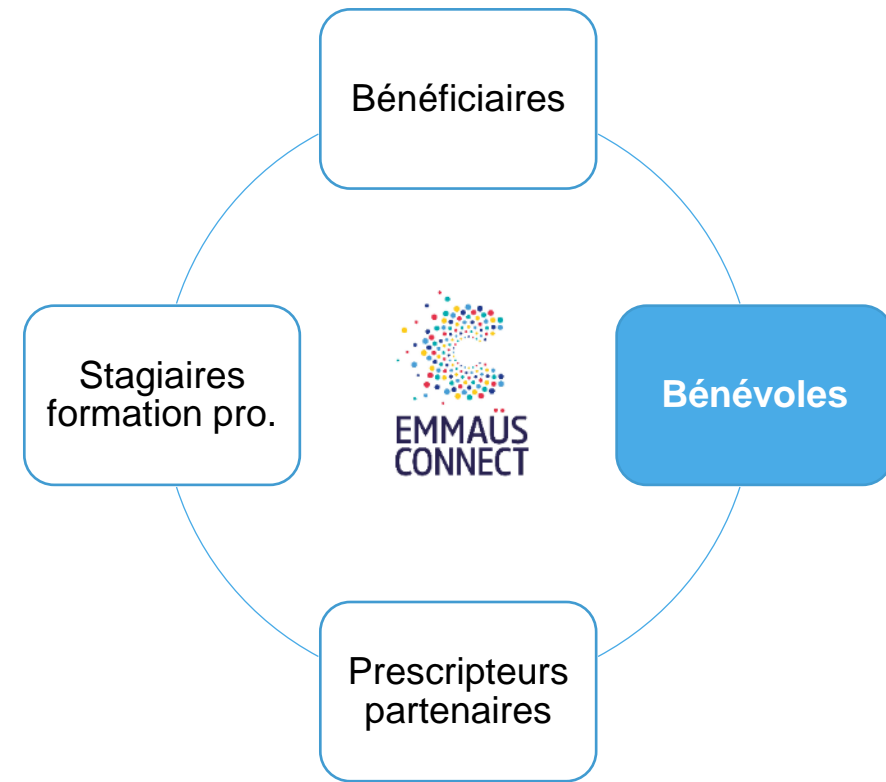 Bénéficiaires
Stagiaires
formation pro.
EMMAÜS
CONNECT
Bénévoles
Prescripteurs
partenaires